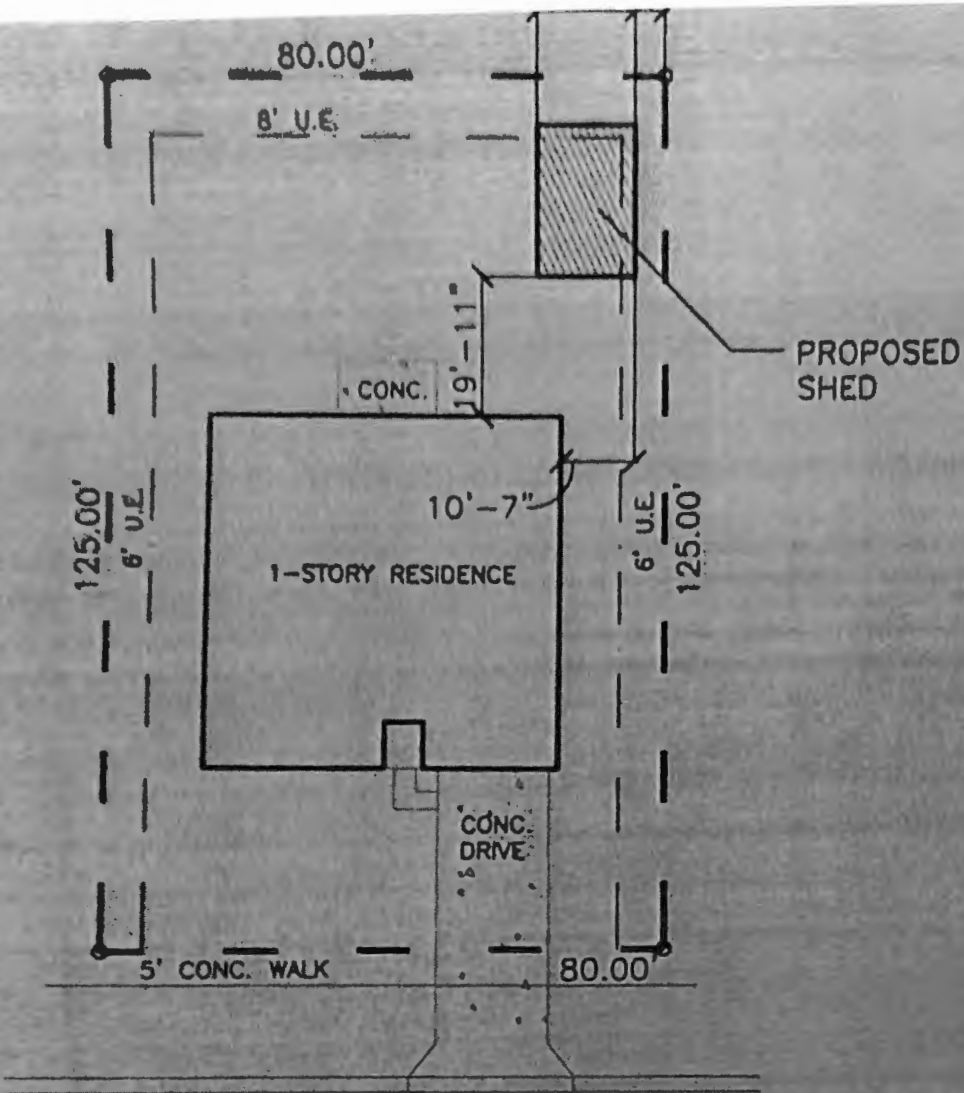 80.00'
8' U.E.
PROPOSED
SHED
19'-11"
CONC.
10'-7"
125.00'
6' U.E
1-STORY RESIDENCE
6' U.E
125.00'
CONC.
DRIVE
5' CONC. WALK
80.00'